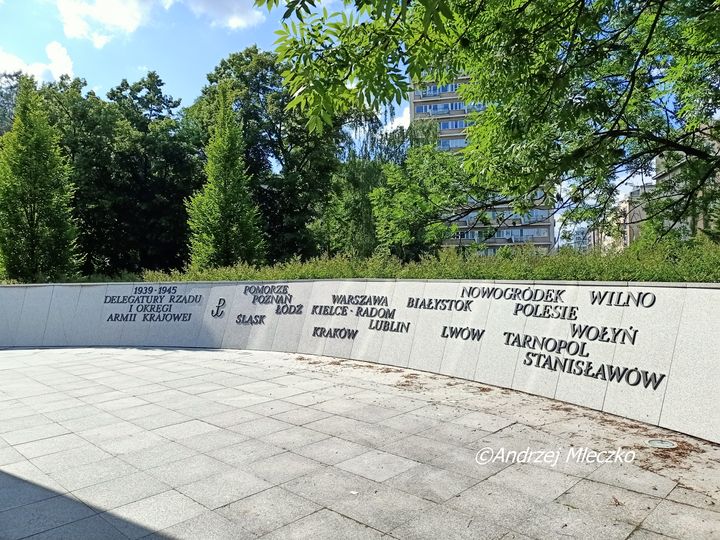 1939-1945
DELEGATURY RZĄDU
I OKRĘGI
ARMII KRAJOWEJ
POMORZE
POZNAŃ
ŁÓDŹ
ŚLĄSK
WARSZAWA
KIELCE-RADOM
LUBLIN
KRAKÓW
BIAŁYSTOK
LWÓW
NOWOGRÓDEK
POLESIE
WILNO
WOŁYŃ
TARNOPOL
STANISŁAWÓW
©Andrzej Mleczko